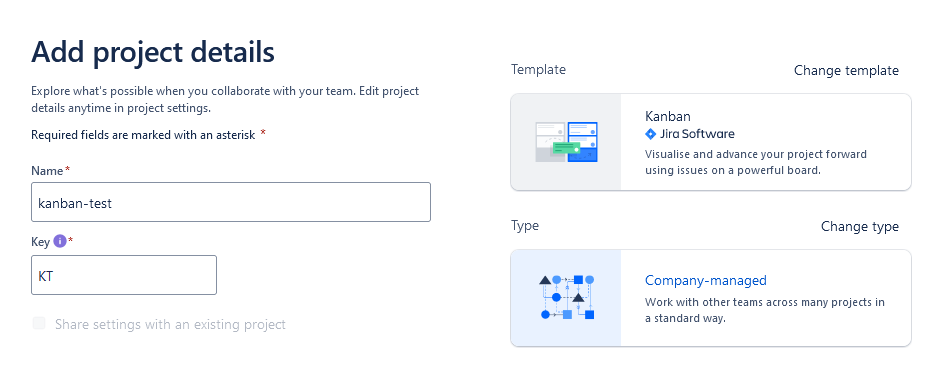 Add project details
Explore what's possible when you collaborate with your team. Edit project
details anytime in project settings.
Required fields are marked with an asterisk *
Name*
kanban-test
Key i *
KT
Share settings with an existing project
Template
Change template
Kanban
Jira Software
Visualise and advance your project forward
using issues on a powerful board.
Type
Change type
Company-managed
Work with other teams across many projects in
a standard way.